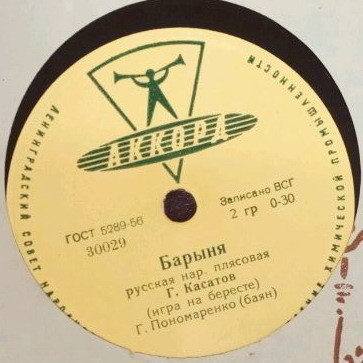 ЛЕНИНГРАДСКИЙ СОВЕТ НАРОД
ХИМИЧЕСКОЙ ПРОМЫШЛЕННОСТИ
АККОРД
ГОСТ 5289-56
30029
Записано ВСГ
2 гр 0-30
Барыня
русская нар. плясовая
Г. Касатов
(игра на бересте)
Г. Пономаренко (баян)